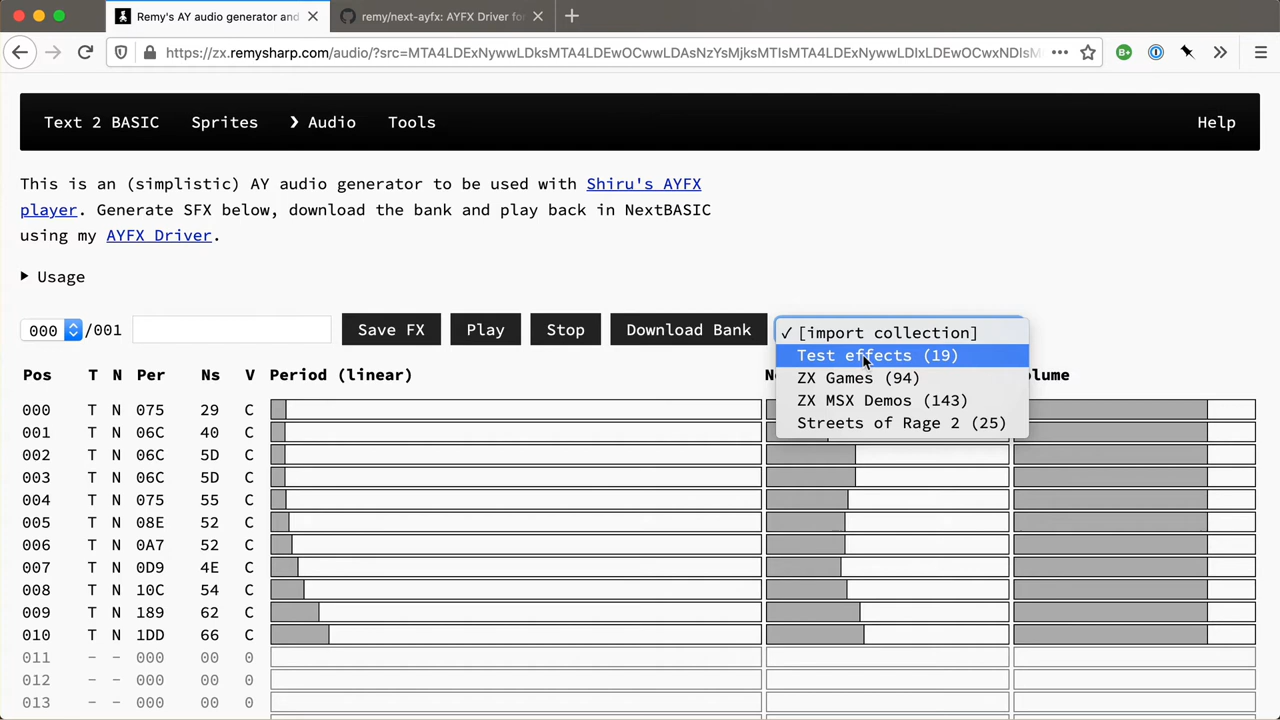 Remy's AY audio generator and
remy/next-ayfx: AYFX Driver for
https://zx.remysharp.com/audio/?src=MTA4LDExNywwLDksMTA4LDEwOCwwLDAsNzYsMjksMTIsMTA4LDExNywwLDIxLDEwOCwxNDIsM
Text 2 BASIC Sprites ❯ Audio Tools Help
This is an (simplistic) AY audio generator to be used with Shiru's AYFX
player. Generate SFX below, download the bank and play back in NextBASIC
using my AYFX Driver.
Usage
000 /001 Save FX Play Stop Download Bank ✓ [import collection]
Test effects (19)
ZX Games (94)
ZX MSX Demos (143)
Streets of Rage 2 (25)
Pos T N Per Ns V Period (linear)
000 T N 075 29 C
001 T N 06C 40 C
002 T N 06C 5D C
003 T N 06C 5D C
004 T N 075 55 C
005 T N 08E 52 C
006 T N 0A7 52 C
007 T N 0D9 4E C
008 T N 10C 54 C
009 T N 189 62 C
010 T N 1DD 66 C
011 - - 000 00 0
012 - - 000 00 0
013 - - 000 00 0